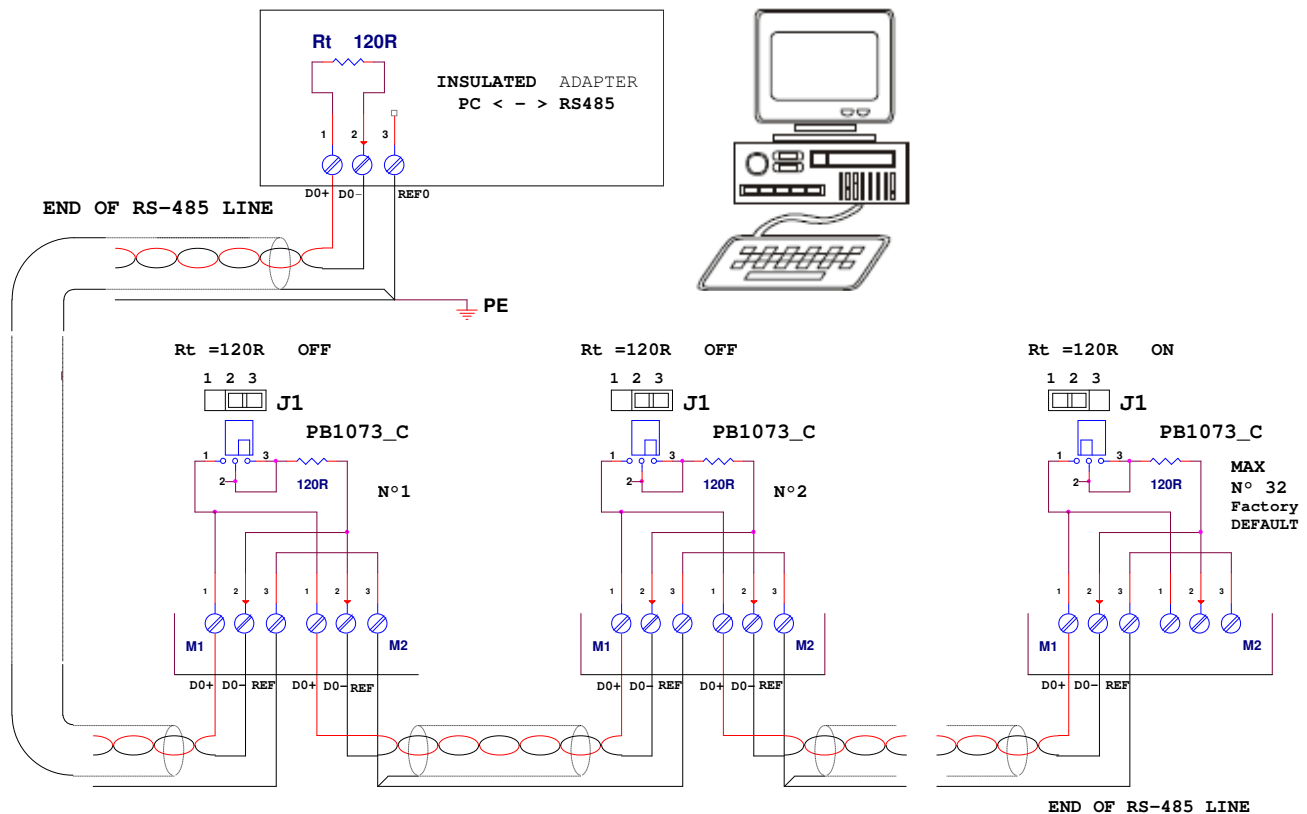 Rt 120R
INSULATED ADAPTER
PC < - > RS485
1 2 3
D0+ D0- REF0
END OF RS-485 LINE
PE
Rt =120R OFF
1 2 3
J1
PB1073_C
1 3
2
120R
N°1
1 2 3 1 2 3
M1 M2
D0+ D0- REF D0+ D0- REF
Rt =120R OFF
1 2 3
J1
PB1073_C
1 3
2
120R
N°2
1 2 3 1 2 3
M1 M2
D0+ D0- REF D0+ D0- REF
Rt =120R ON
1 2 3
J1
PB1073_C
1 3
2
120R
MAX
N° 32
Factory
DEFAULT
1 2 3 1 2 3
M1 M2
D0+ D0- REF
END OF RS-485 LINE